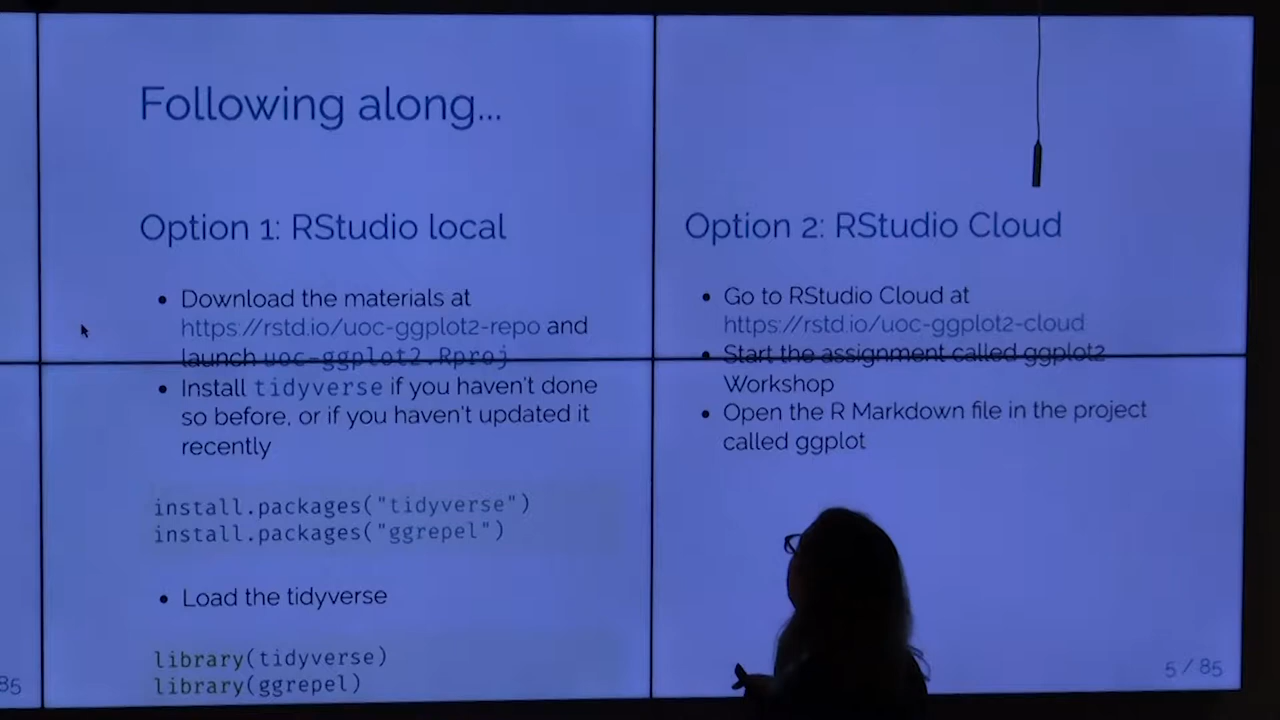 Following along...
Option 1: RStudio local
• Download the materials at
https://rstd.io/uoc-ggplot2-repo and
launch uoc-ggplot2.Rproj
• Install tidyverse if you haven't done
so before, or if you haven't updated it
recently
install.packages("tidyverse")
install.packages("ggrepel")
• Load the tidyverse
library(tidyverse)
library(ggrepel)
Option 2: RStudio Cloud
• Go to RStudio Cloud at
https://rstd.io/uoc-ggplot2-cloud
• Start the assignment called ggplot2
Workshop
• Open the R Markdown file in the project
called ggplot
5 / 85
85